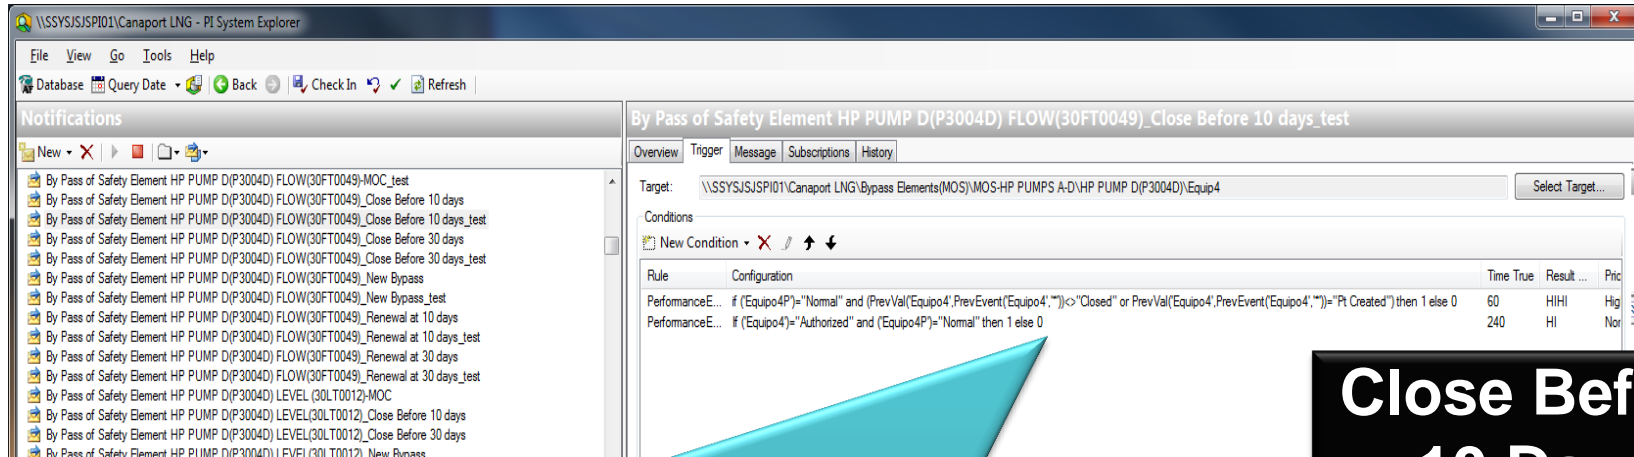 \\SSYSJSJSPI01\Canaport LNG - PI System Explorer
File View Go Tools Help
Database Query Date Back Check In Refresh
Notifications
New
By Pass of Safety Element HP PUMP D(P3004D) FLOW(30FT0049)-MOC_test
By Pass of Safety Element HP PUMP D(P3004D) FLOW(30FT0049)_Close Before 10 days
By Pass of Safety Element HP PUMP D(P3004D) FLOW(30FT0049)_Close Before 10 days_test
By Pass of Safety Element HP PUMP D(P3004D) FLOW(30FT0049)_Close Before 30 days
By Pass of Safety Element HP PUMP D(P3004D) FLOW(30FT0049)_Close Before 30 days_test
By Pass of Safety Element HP PUMP D(P3004D) FLOW(30FT0049)_New Bypass
By Pass of Safety Element HP PUMP D(P3004D) FLOW(30FT0049)_New Bypass_test
By Pass of Safety Element HP PUMP D(P3004D) FLOW(30FT0049)_Renewal at 10 days
By Pass of Safety Element HP PUMP D(P3004D) FLOW(30FT0049)_Renewal at 10 days_test
By Pass of Safety Element HP PUMP D(P3004D) FLOW(30FT0049)_Renewal at 30 days
By Pass of Safety Element HP PUMP D(P3004D) FLOW(30FT0049)_Renewal at 30 days_test
By Pass of Safety Element HP PUMP D(P3004D) LEVEL (30LT0012)-MOC
By Pass of Safety Element HP PUMP D(P3004D) LEVEL(30LT0012)_Close Before 10 days
By Pass of Safety Element HP PUMP D(P3004D) LEVEL(30LT0012)_Close Before 30 days
By Pass of Safety Element HP PUMP D(P3004D) LEVEL(30LT0012)_New Bypass
By Pass of Safety Element HP PUMP D(P3004D) FLOW(30FT0049)_Close Before 10 days_test
Overview Trigger Message Subscriptions History
Target: \\SSYSJSJSPI01\Canaport LNG\Bypass Elements(MOS)\MOS-HP PUMPS A-D\HP PUMP D(P3004D)\Equip4 Select Target...
Conditions
New Condition
Rule Configuration Time True Result ... Pric
PerformanceE... if ('Equipo4P')="Normal" and (PrevVal('Equipo4',PrevEvent('Equipo4','*'))<>"Closed" or PrevVal('Equipo4',PrevEvent('Equipo4','*'))="Pt Created") then 1 else 0 60 HIHI Hig
PerformanceE... If ('Equipo4')="Authorized" and ('Equipo4P')="Normal" then 1 else 0 240 HI Nor
Close Bef